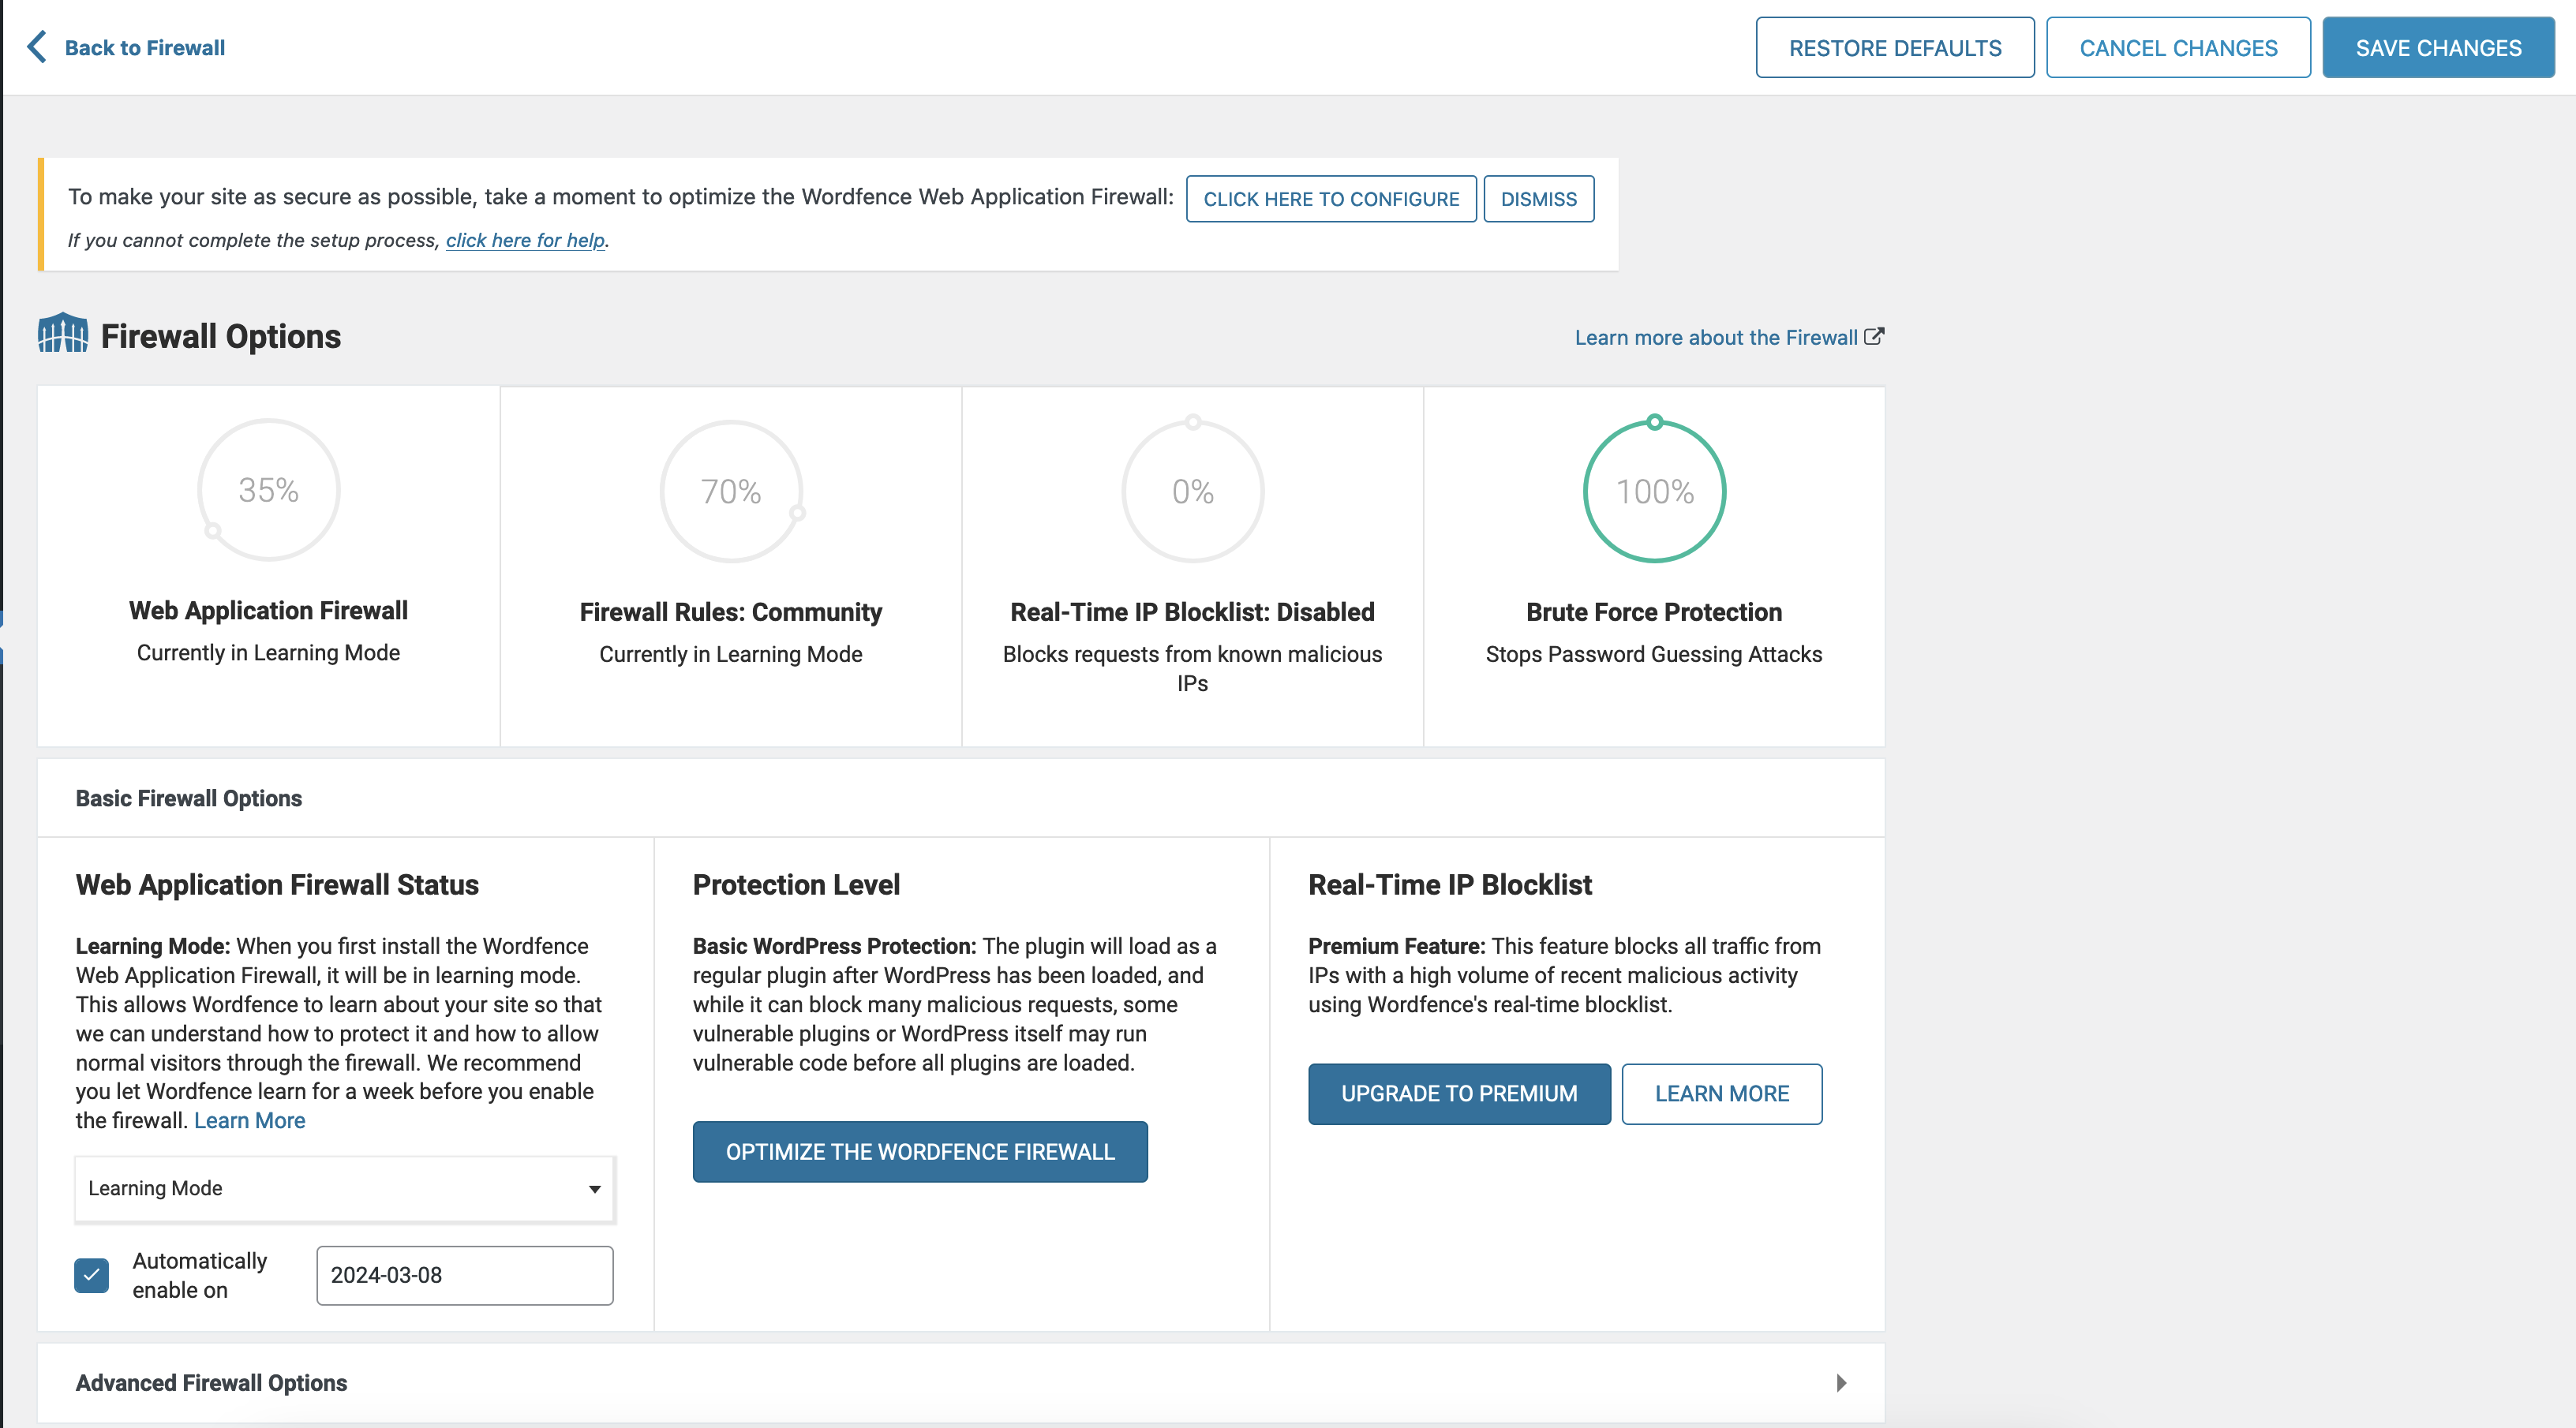 Back to Firewall
RESTORE DEFAULTS
CANCEL CHANGES
SAVE CHANGES
To make your site as secure as possible, take a moment to optimize the Wordfence Web Application Firewall:
CLICK HERE TO CONFIGURE
DISMISS
If you cannot complete the setup process, click here for help.
Firewall Options
Learn more about the Firewall
35%
Web Application Firewall
Currently in Learning Mode
70%
Firewall Rules: Community
Currently in Learning Mode
0%
Real-Time IP Blocklist: Disabled
Blocks requests from known malicious
IPs
100%
Brute Force Protection
Stops Password Guessing Attacks
Basic Firewall Options
Web Application Firewall Status
Learning Mode: When you first install the Wordfence
Web Application Firewall, it will be in learning mode.
This allows Wordfence to learn about your site so that
we can understand how to protect it and how to allow
normal visitors through the firewall. We recommend
you let Wordfence learn for a week before you enable
the firewall. Learn More
Learning Mode
Automatically
enable on
2024-03-08
Protection Level
Basic WordPress Protection: The plugin will load as a
regular plugin after WordPress has been loaded, and
while it can block many malicious requests, some
vulnerable plugins or WordPress itself may run
vulnerable code before all plugins are loaded.
OPTIMIZE THE WORDFENCE FIREWALL
Real-Time IP Blocklist
Premium Feature: This feature blocks all traffic from
IPs with a high volume of recent malicious activity
using Wordfence's real-time blocklist.
UPGRADE TO PREMIUM
LEARN MORE
Advanced Firewall Options